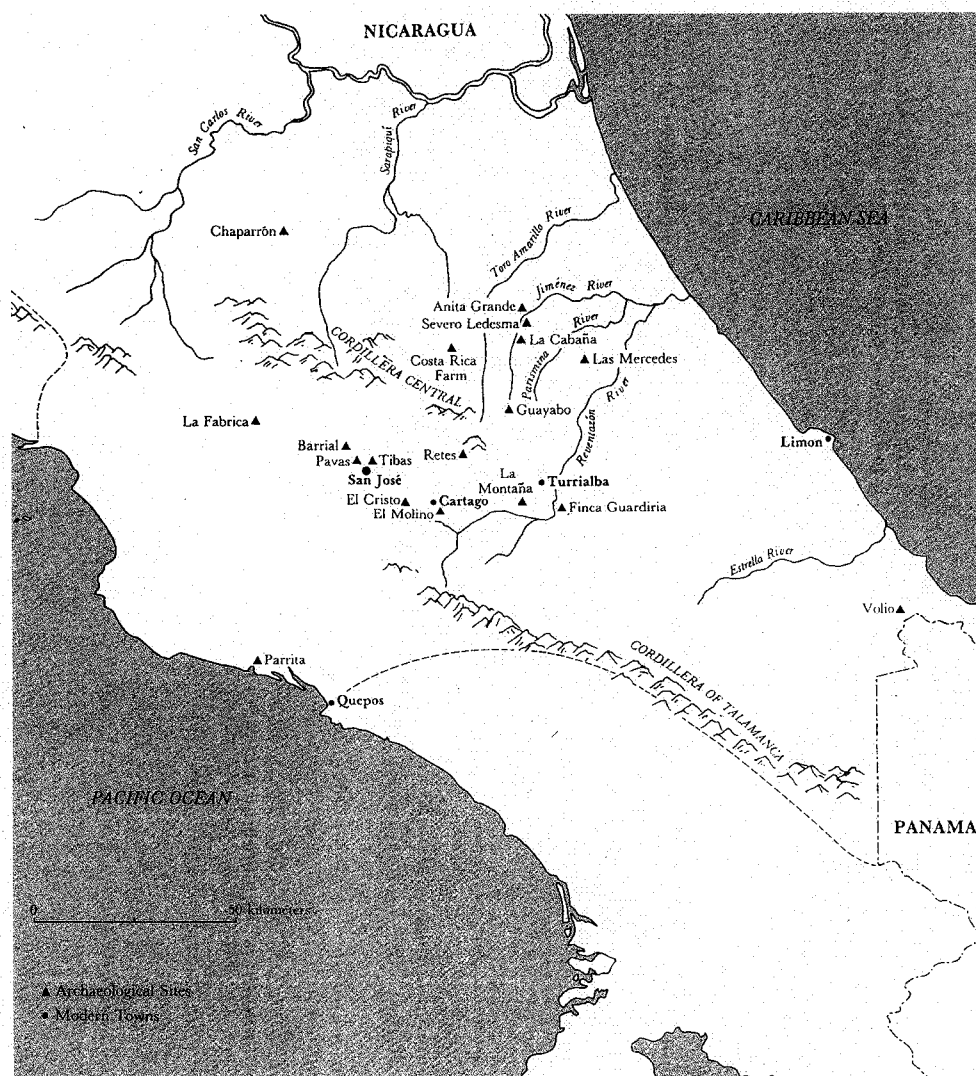 NICARAGUA
San Carlos River
Sarapiquí River
CARIBBEAN SEA
Chaparrón
Toro Amarillo River
Jiménez River
Anita Grande
Severo Ledesma
River
Parismina
La Cabaña
CORDILLERA CENTRAL
Costa Rica
Farm
Las Mercedes
Reventazón River
La Fabrica
Guayabo
Barrial
Retes
Limon
Pavas
Tibas
San José
La
Montaña
Turrialba
El Cristo
Cartago
El Molino
Finca Guardiria
Estrella River
Volio
Parrita
CORDILLERA OF TALAMANCA
Quepos
PACIFIC OCEAN
PANAMA
0 50 kilometers
Archaeological Sites
Modern Towns